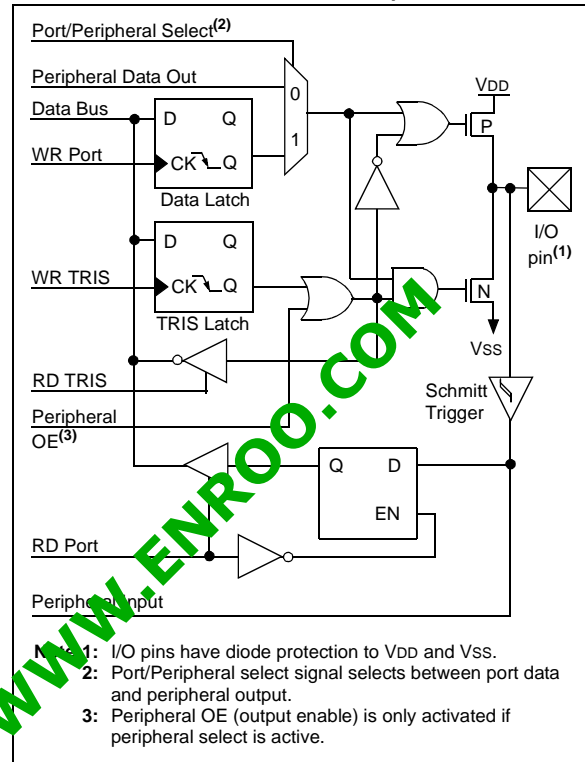 Port/Peripheral Select(2)
Peripheral Data Out
Data Bus
WR Port
D Q
CK Q
Data Latch
0
1
VDD
P
I/O
pin(1)
WR TRIS
D Q
CK Q
TRIS Latch
N
VSS
RD TRIS
Schmitt
Trigger
Peripheral
OE(3)
Q D
EN
RD Port
Peripheral Input
Note 1: I/O pins have diode protection to VDD and VSS.
2: Port/Peripheral select signal selects between port data
and peripheral output.
3: Peripheral OE (output enable) is only activated if
peripheral select is active.
WWW.ENROO.COM